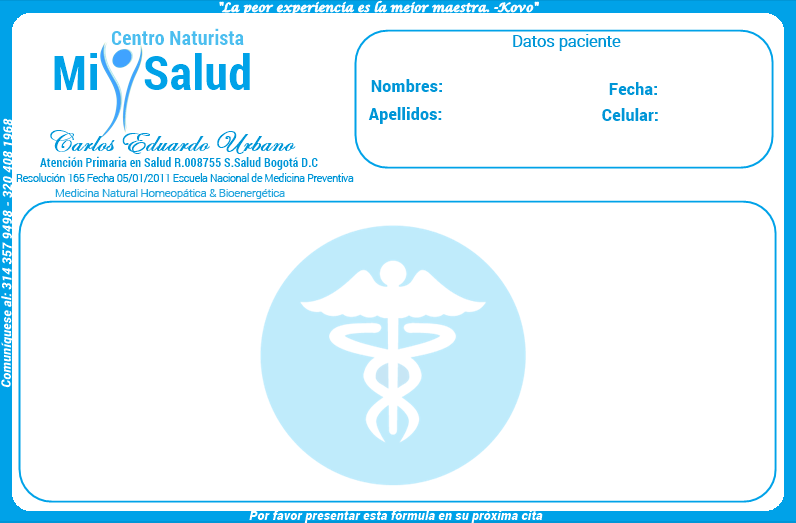 "La peor experiencia es la mejor maestra. -Kovo"
Centro Naturista
Mi Salud
Carlos Eduardo Urbano
Atención Primaria en Salud R.008755 S.Salud Bogotá D.C
Resolución 165 Fecha 05/01/2011 Escuela Nacional de Medicina Preventiva
Medicina Natural Homeopática & Bioenergética
Datos paciente
Nombres:
Fecha:
Apellidos:
Celular:
Comuníquese al: 314 357 9498 - 320 408 1968
Por favor presentar esta fórmula en su próxima cita